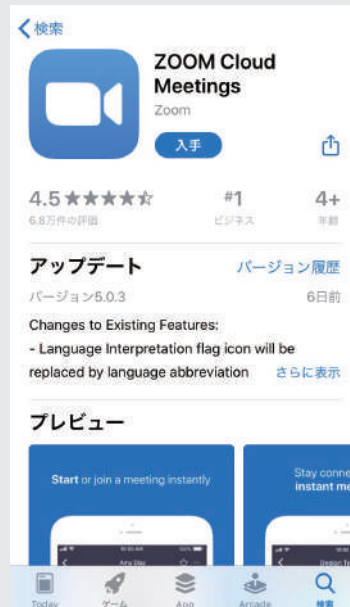 検索
ZOOM Cloud
Meetings
Zoom
入手
4.5★★★★☆ #1 4+
6.8万件の評価 ビジネス 年齢
アップデート バージョン履歴
バージョン5.0.3 6日前
Changes to Existing Features:
- Language Interpretation flag icon will be
replaced by language abbreviation さらに表示
プレビュー
Start or join a meeting instantly
Stay conne
instant me
Today ゲーム App Arcade 検索